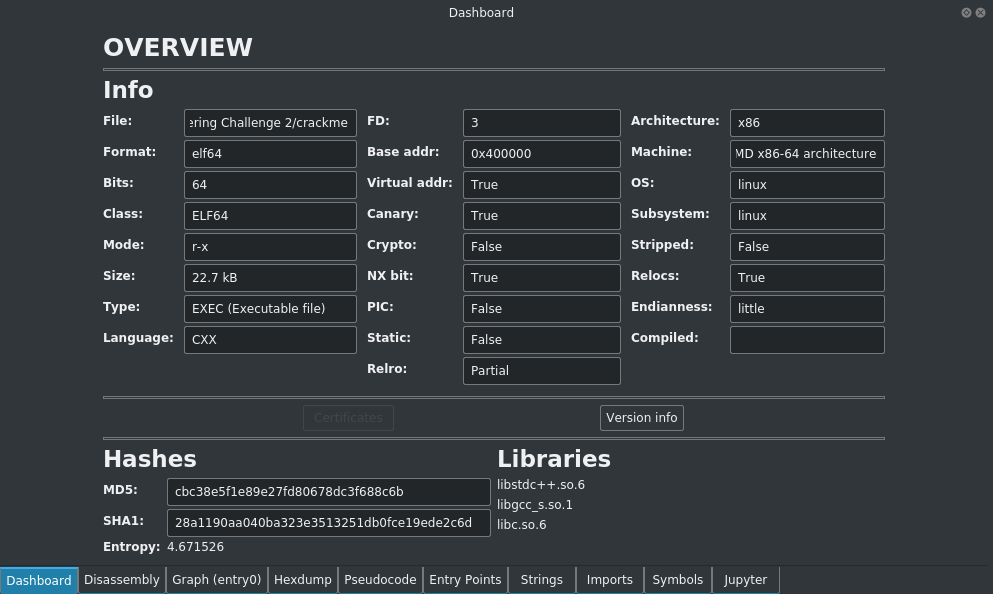 Dashboard
OVERVIEW
Info
File: ering Challenge 2/crackme FD: 3 Architecture: x86
Format: elf64 Base addr: 0x400000 Machine: MD x86-64 architecture
Bits: 64 Virtual addr: True OS: linux
Class: ELF64 Canary: True Subsystem: linux
Mode: r-x Crypto: False Stripped: False
Size: 22.7 kB NX bit: True Relocs: True
Type: EXEC (Executable file) PIC: False Endianness: little
Language: CXX Static: False Compiled:
Relro: Partial
Certificates Version info
Hashes Libraries
MD5: cbc38e5f1e89e27fd80678dc3f688c6b libstdc++.so.6
libgcc_s.so.1
SHA1: 28a1190aa040ba323e3513251db0fce19ede2c6d libc.so.6
Entropy: 4.671526
Dashboard Disassembly Graph (entry0) Hexdump Pseudocode Entry Points Strings Imports Symbols Jupyter